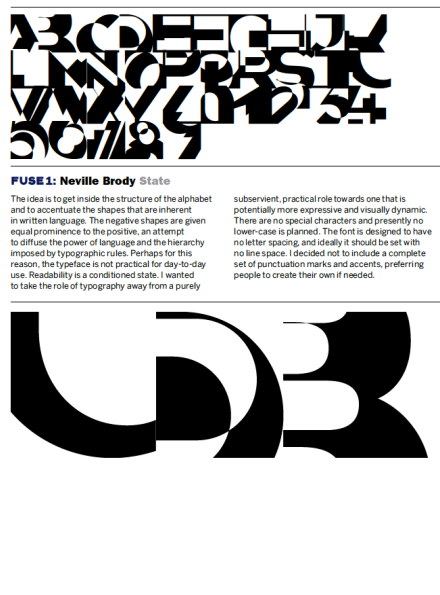 ABCDEFGHIJK
LMNOPQRSTU
56789
FUSE1: Neville Brody State
The idea is to get inside the structure of the alphabet
and to accentuate the shapes that are inherent
in written language. The negative shapes are given
equal prominence to the positive, an attempt
to diffuse the power of language and the hierarchy
imposed by typographic rules. Perhaps for this
reason, the typeface is not practical for day-to-day
use. Readability is a conditioned state. I wanted
to take the role of typography away from a purely
subservient, practical role towards one that is
potentially more expressive and visually dynamic.
There are no special characters and presently no
lower-case is planned. The font is designed to have
no letter spacing, and ideally it should be set with
no line space. I decided not to include a complete
set of punctuation marks and accents, preferring
people to create their own if needed.